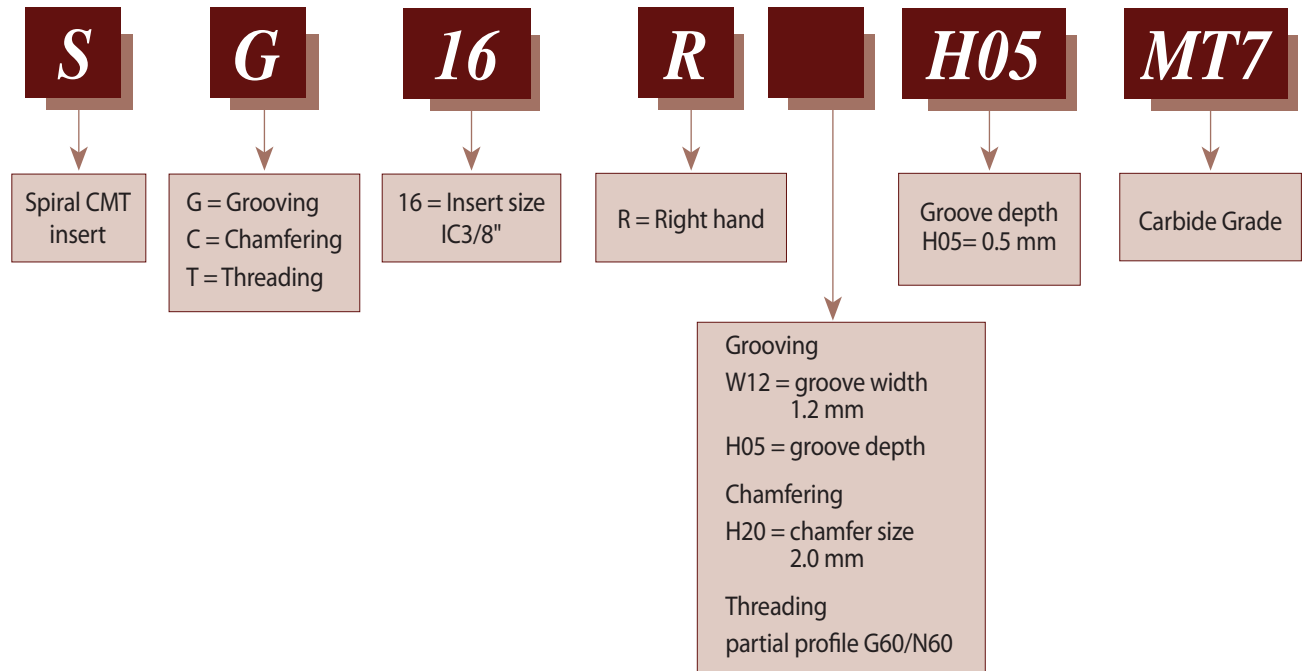 S G 16 R H05 MT7
Spiral CMT
insert
G = Grooving
C = Chamfering
T = Threading
16 = Insert size
IC3/8"
R = Right hand
Groove depth
H05= 0.5 mm
Carbide Grade
Grooving
W12 = groove width
1.2 mm
H05 = groove depth
Chamfering
H20 = chamfer size
2.0 mm
Threading
partial profile G60/N60